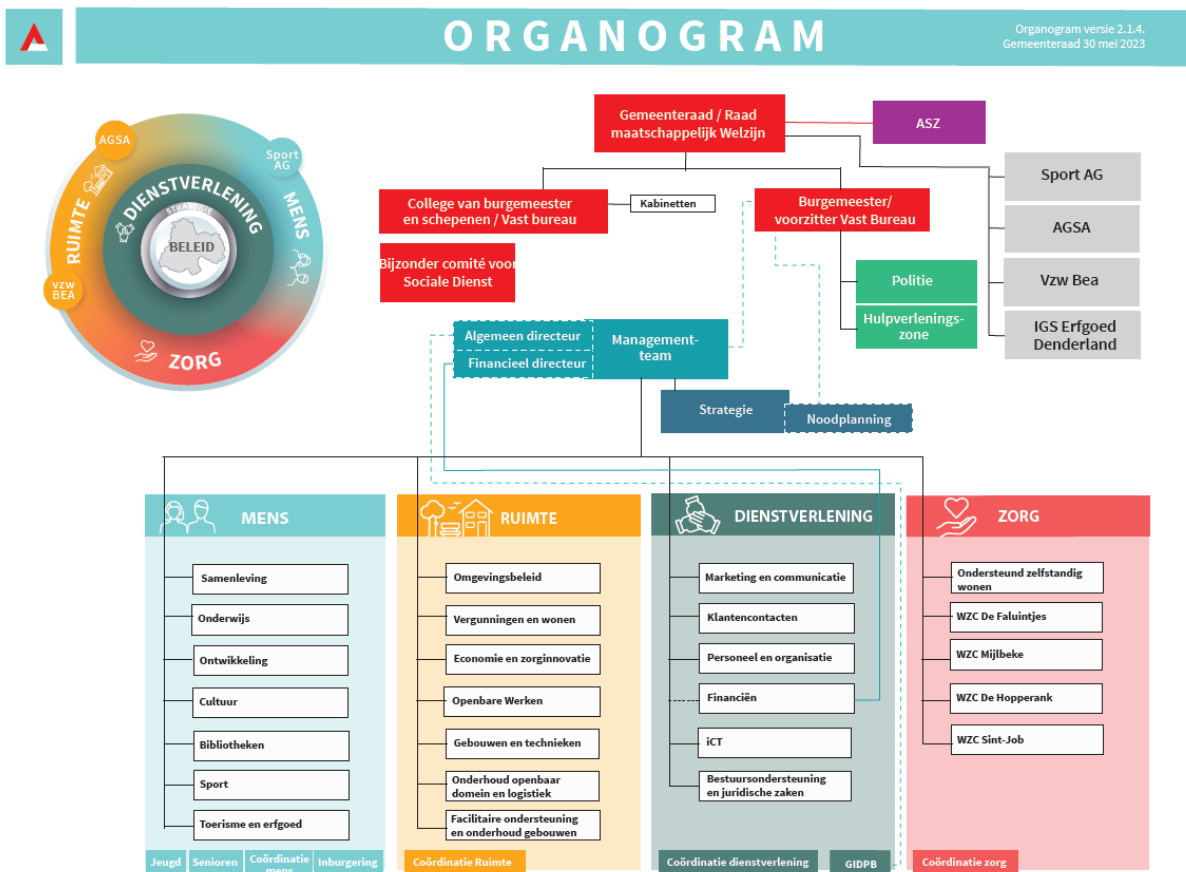 ORGANOGRAM
Organogram versie 2.1.4.
Gemeenteraad 30 mei 2023
AGSA
Sport
AG
RUIMTE
DIENSTVERLENING
MENS
STRATEGIE
BELEID
VZW
BEA
ZORG
Gemeenteraad / Raad
maatschappelijk Welzijn
ASZ
Sport AG
AGSA
Vzw Bea
IGS Erfgoed
Denderland
College van burgemeester
en schepenen / Vast bureau
Kabinetten
Burgemeester/
voorzitter Vast Bureau
Bijzonder comité voor
Sociale Dienst
Politie
Hulpverlenings-
zone
Algemeen directeur
Financieel directeur
Management-
team
Strategie
Noodplanning
MENS
Samenleving
Onderwijs
Ontwikkeling
Cultuur
Bibliotheken
Sport
Toerisme en erfgoed
Jeugd
Senioren
Coördinatie
mens
Inburgering
RUIMTE
Omgevingsbeleid
Vergunningen en wonen
Economie en zorginnovatie
Openbare Werken
Gebouwen en technieken
Onderhoud openbaar
domein en logistiek
Facilitaire ondersteuning
en onderhoud gebouwen
Coördinatie Ruimte
DIENSTVERLENING
Marketing en communicatie
Klantencontacten
Personeel en organisatie
Financiën
iCT
Bestuursondersteuning
en juridische zaken
Coördinatie dienstverlening
GIDPB
ZORG
Ondersteund zelfstandig
wonen
WZC De Faluintjes
WZC Mijlbeke
WZC De Hopperank
WZC Sint-Job
Coördinatie zorg